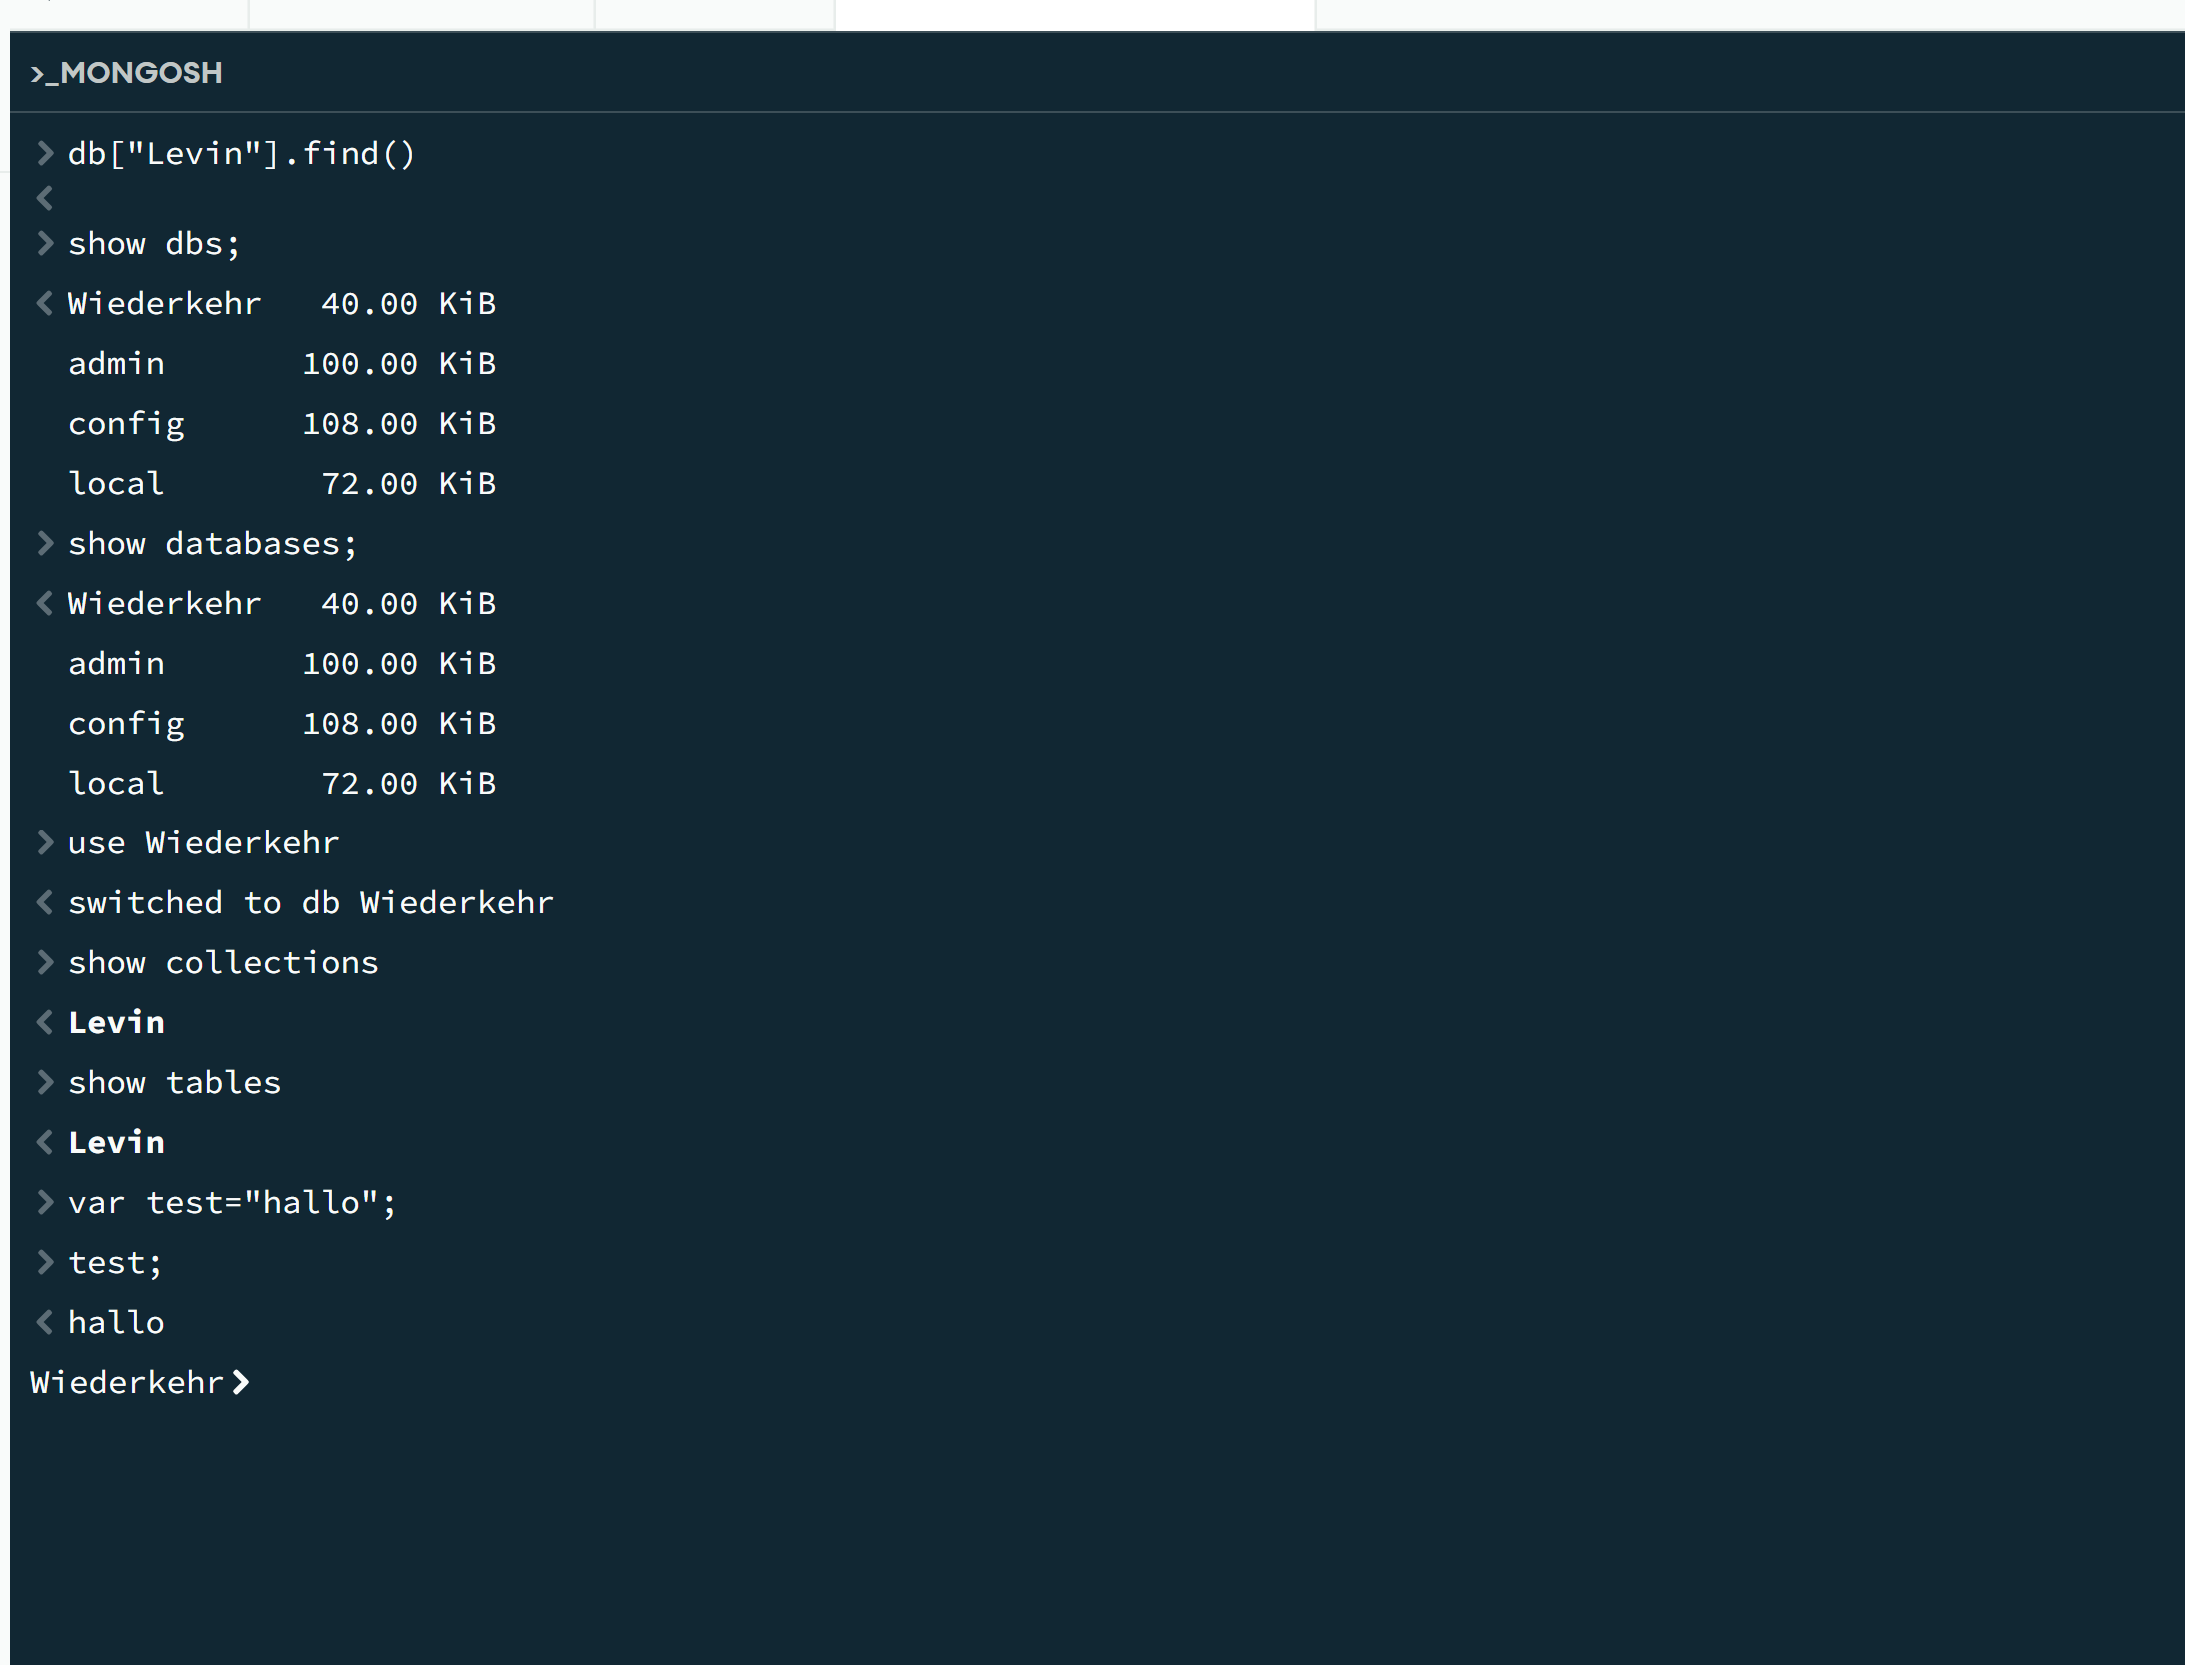 >_MONGOSH
> db["Levin"].find()
<
> show dbs;
< Wiederkehr   40.00 KiB
  admin       100.00 KiB
  config      108.00 KiB
  local        72.00 KiB
> show databases;
< Wiederkehr   40.00 KiB
  admin       100.00 KiB
  config      108.00 KiB
  local        72.00 KiB
> use Wiederkehr
< switched to db Wiederkehr
> show collections
< Levin
> show tables
< Levin
> var test="hallo";
> test;
< hallo
Wiederkehr>